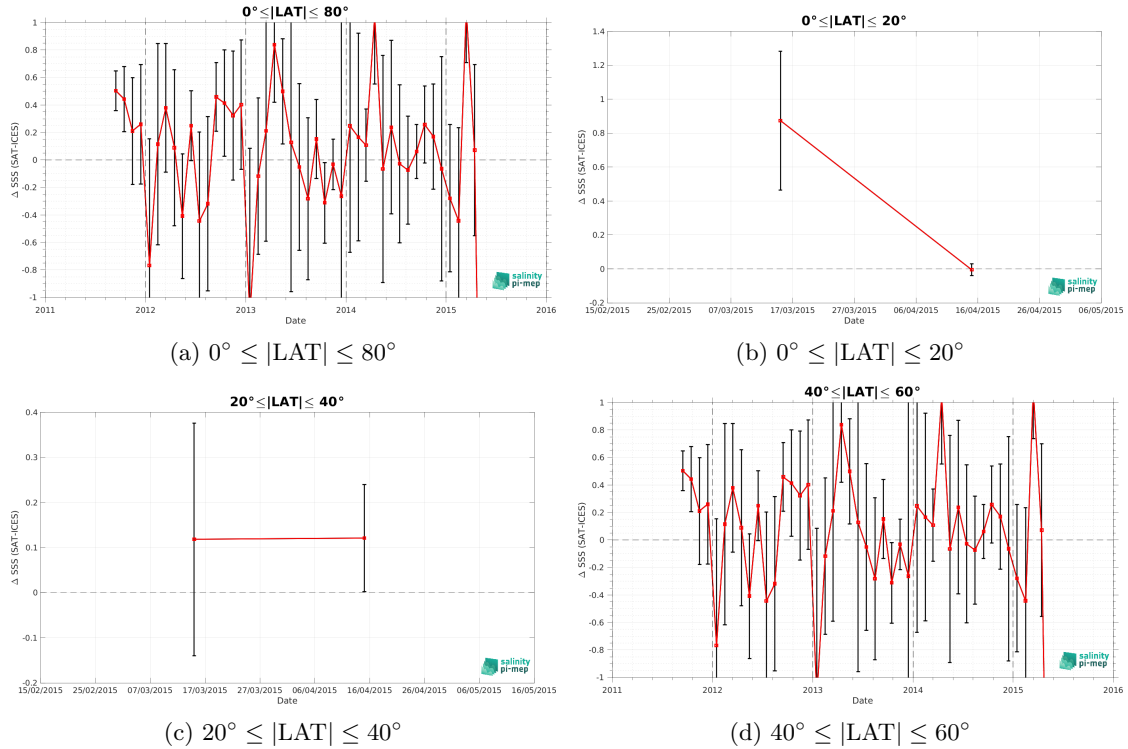 0°≤|LAT|≤ 80°
Δ SSS (SAT-ICES)
1
0.8
0.6
0.4
0.2
0
-0.2
-0.4
-0.6
-0.8
-1
2011 2012 2013 2014 2015 2016
Date
salinity
pi-mep
(a) 0° ≤ |LAT| ≤ 80°
0°≤|LAT|≤ 20°
Δ SSS (SAT-ICES)
1.4
1.2
1
0.8
0.6
0.4
0.2
0
-0.2
15/02/2015 25/02/2015 07/03/2015 17/03/2015 27/03/2015 06/04/2015 16/04/2015 26/04/2015 06/05/2015
Date
salinity
pi-mep
(b) 0° ≤ |LAT| ≤ 20°
20°≤|LAT|≤ 40°
Δ SSS (SAT-ICES)
0.4
0.3
0.2
0.1
0
-0.1
-0.2
15/02/2015 25/02/2015 07/03/2015 17/03/2015 27/03/2015 06/04/2015 16/04/2015 26/04/2015 06/05/2015 16/05/2015
Date
salinity
pi-mep
(c) 20° ≤ |LAT| ≤ 40°
40°≤|LAT|≤ 60°
Δ SSS (SAT-ICES)
1
0.8
0.6
0.4
0.2
0
-0.2
-0.4
-0.6
-0.8
-1
2011 2012 2013 2014 2015 2016
Date
salinity
pi-mep
(d) 40° ≤ |LAT| ≤ 60°